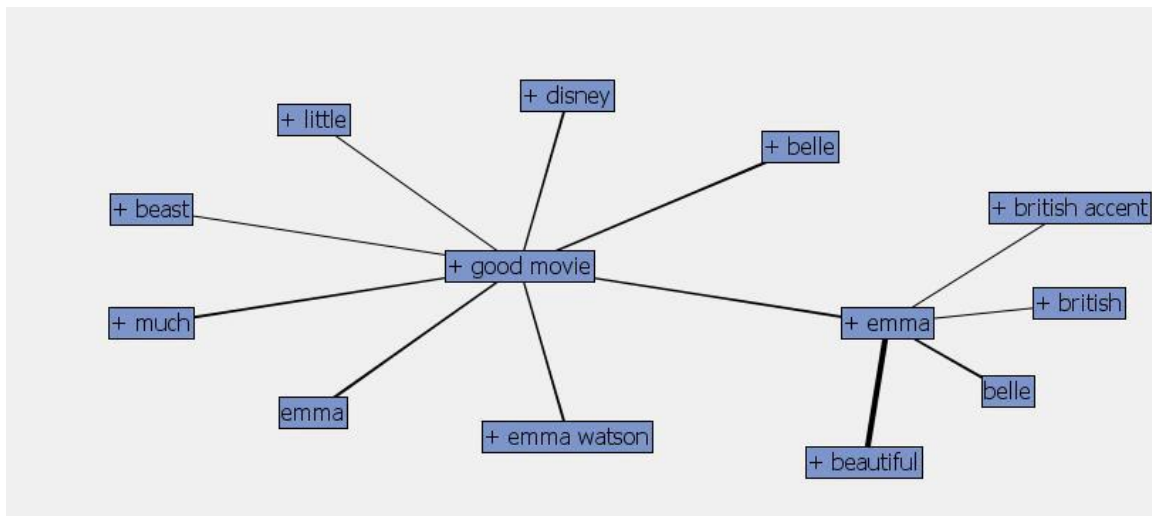 + disney
+ little
+ belle
+ beast
+ british accent
+ good movie
+ british
+ much
+ emma
belle
emma
+ emma watson
+ beautiful